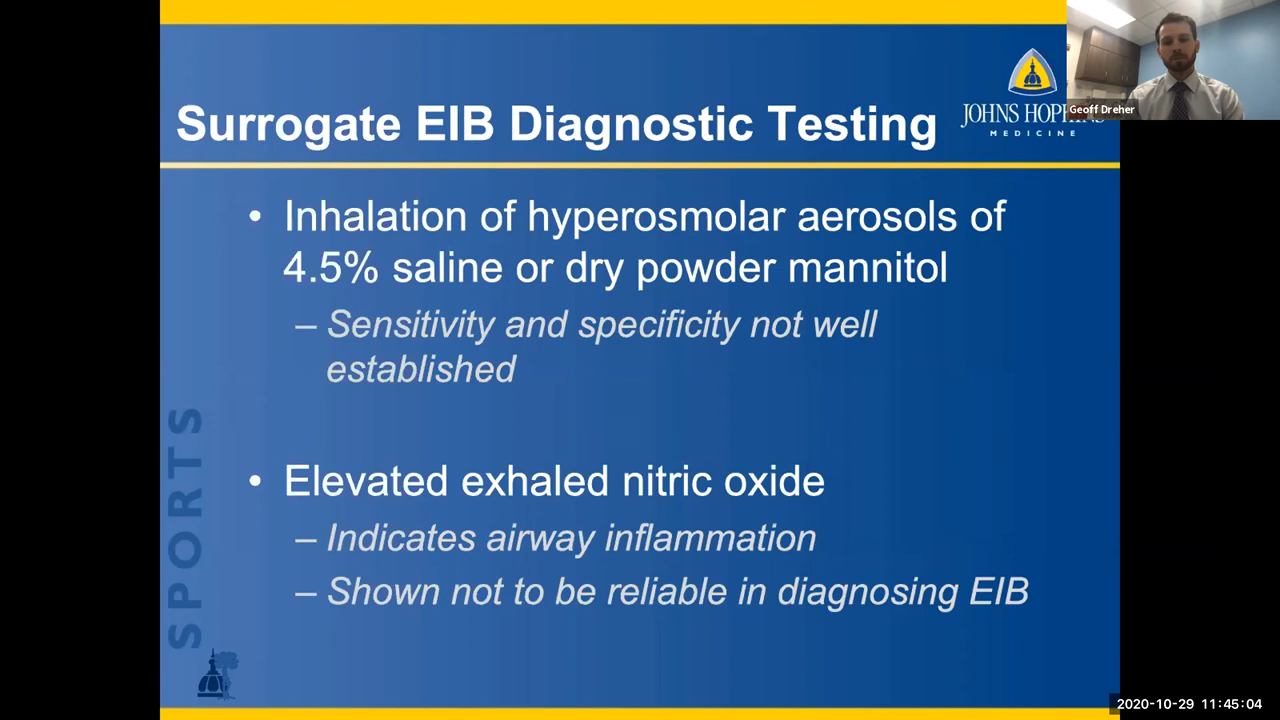 Surrogate EIB Diagnostic Testing
JOHNS HOPKINS
MEDICINE
Geoff Dreher
• Inhalation of hyperosmolar aerosols of
4.5% saline or dry powder mannitol
– Sensitivity and specificity not well
established
• Elevated exhaled nitric oxide
– Indicates airway inflammation
– Shown not to be reliable in diagnosing EIB
SPORTS
2020-10-29 11:45:04